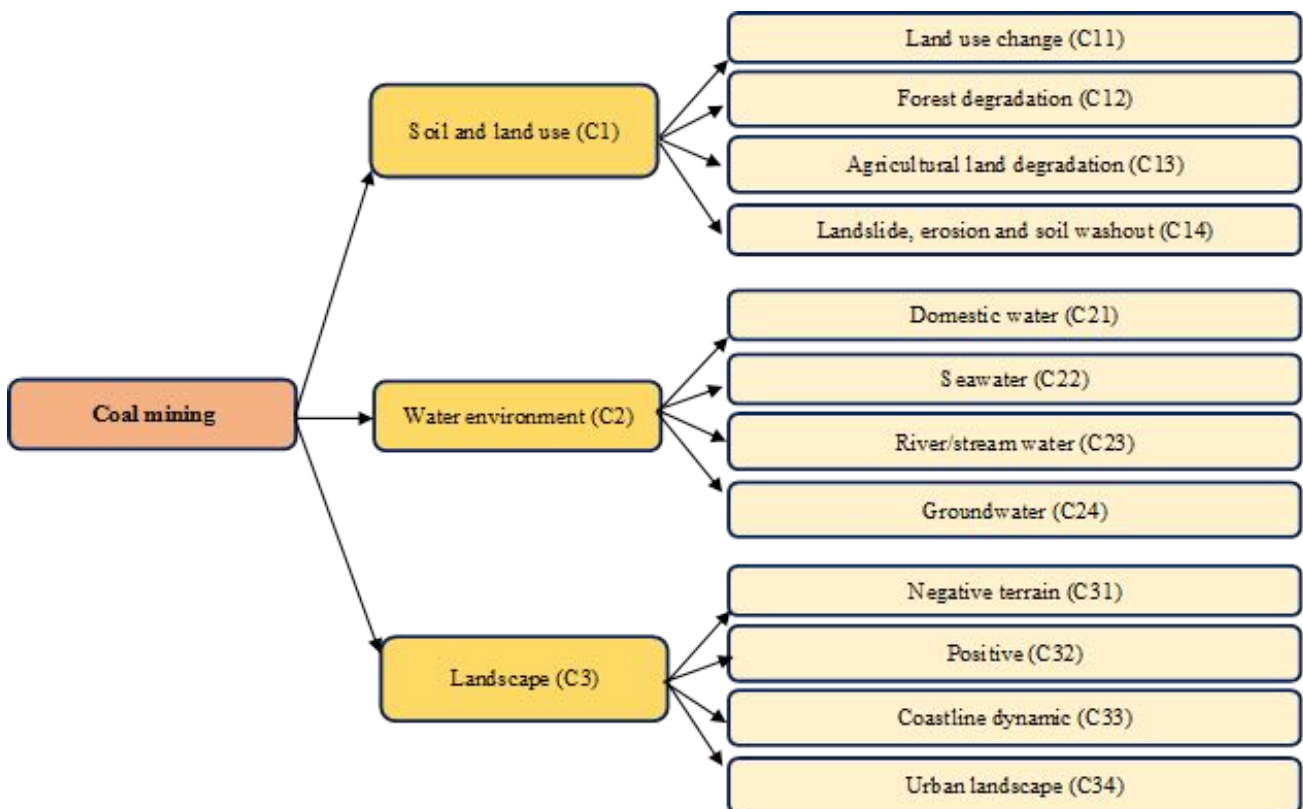 Coal mining
Soil and land use (C1)
Land use change (C11)
Forest degradation (C12)
Agricultural land degradation (C13)
Landslide, erosion and soil washout (C14)
Water environment (C2)
Domestic water (C21)
Seawater (C22)
River/stream water (C23)
Groundwater (C24)
Landscape (C3)
Negative terrain (C31)
Positive (C32)
Coastline dynamic (C33)
Urban landscape (C34)